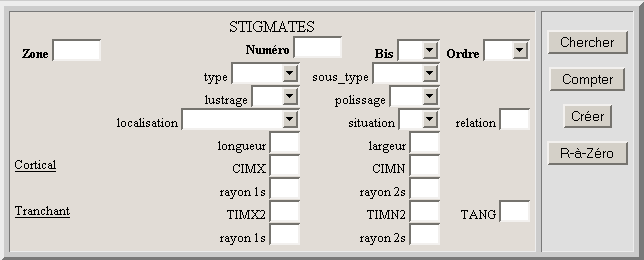 STIGMATES
Zone Numéro Bis Ordre
type sous_type
lustrage polissage
localisation situation relation
longueur largeur
Cortical CIMX CIMN
rayon 1s rayon 2s
Tranchant TIMX2 TIMN2 TANG
rayon 1s rayon 2s
Chercher
Compter
Créer
R-à-Zéro